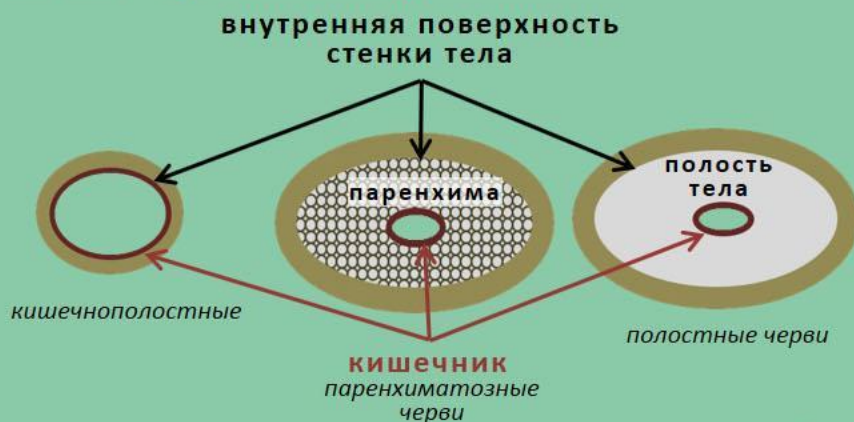 внутренняя поверхность
стенки тела
паренхима
полость
тела
кишечнополостные
полостные черви
кишечник
паренхиматозные
черви